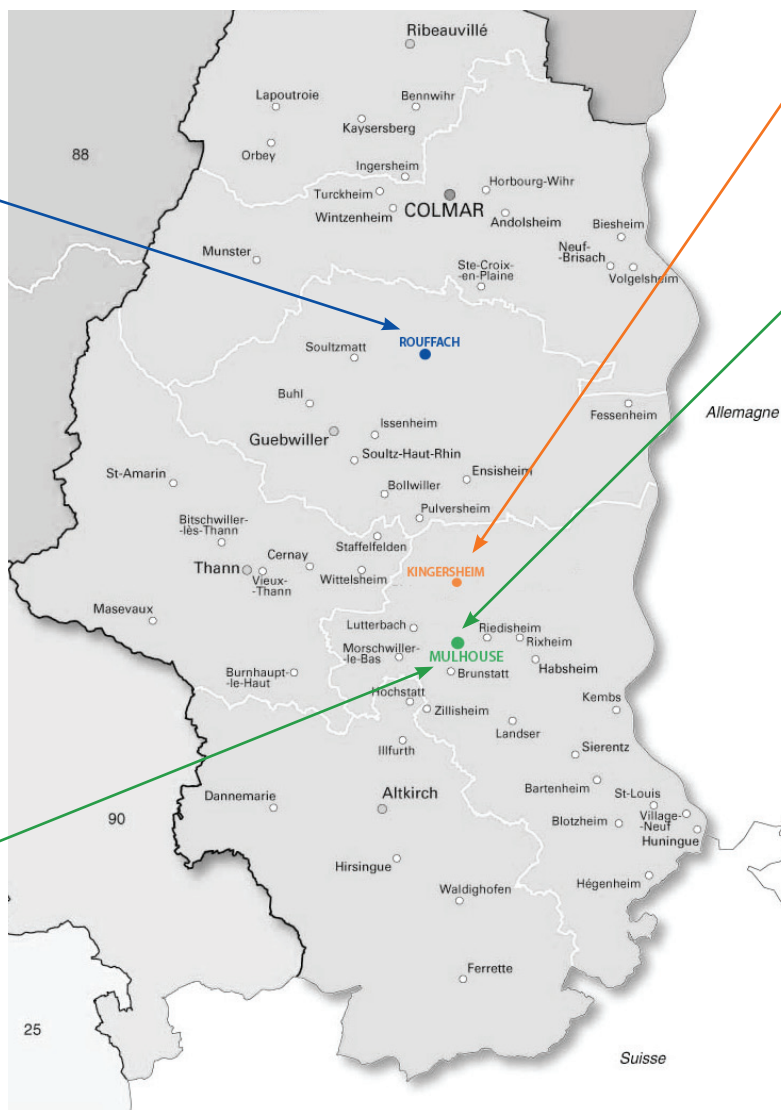 Ribeauvillé
Lapoutroie
Bennwihr
Kaysersberg
88
Orbey
Ingersheim
Turckheim
Horbourg-Wihr
Wintzenheim
COLMAR
Andolsheim
Biesheim
Munster
Neuf-
-Brisach
Ste-Croix-
-en-Plaine
Volgelsheim
ROUFFACH
Soultzmatt
Buhl
Fessenheim
Allemagne
Issenheim
Guebwiller
Soultz-Haut-Rhin
St-Amarin
Ensisheim
Bollwiller
Pulversheim
Bitschwiller-
-lès-Thann
Staffelfelden
Cernay
Thann
Vieux-
-Thann
Wittelsheim
KINGERSHEIM
Masevaux
Lutterbach
Riedisheim
Rixheim
Morschwiller-
-le-Bas
MULHOUSE
Habsheim
Burnhaupt-
-le-Haut
Brunstatt
Hochstatt
Kembs
Zillisheim
Landser
Illfurth
Sierentz
Dannemarie
Altkirch
Bartenheim
St-Louis
90
Blotzheim
Village-
-Neuf
Huningue
Hirsingue
Hégenheim
Waldighofen
Ferrette
25
Suisse